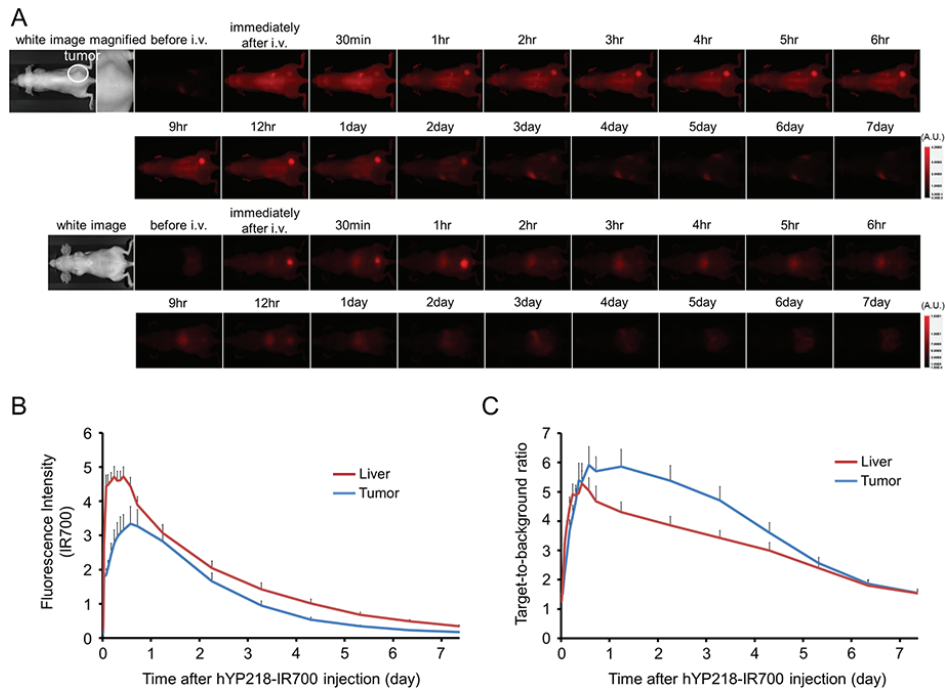 A
white image magnified before i.v. immediately after i.v. 30min 1hr 2hr 3hr 4hr 5hr 6hr
tumor
9hr 12hr 1day 2day 3day 4day 5day 6day 7day (A.U.)
white image before i.v. immediately after i.v. 30min 1hr 2hr 3hr 4hr 5hr 6hr
9hr 12hr 1day 2day 3day 4day 5day 6day 7day (A.U.)
B
Fluorescence Intensity
(IR700)
6
5
4
3
2
1
0
Liver
Tumor
0 1 2 3 4 5 6 7
Time after hYP218-IR700 injection (day)
C
Target-to-background ratio
7
6
5
4
3
2
1
0
Liver
Tumor
0 1 2 3 4 5 6 7
Time after hYP218-IR700 injection (day)